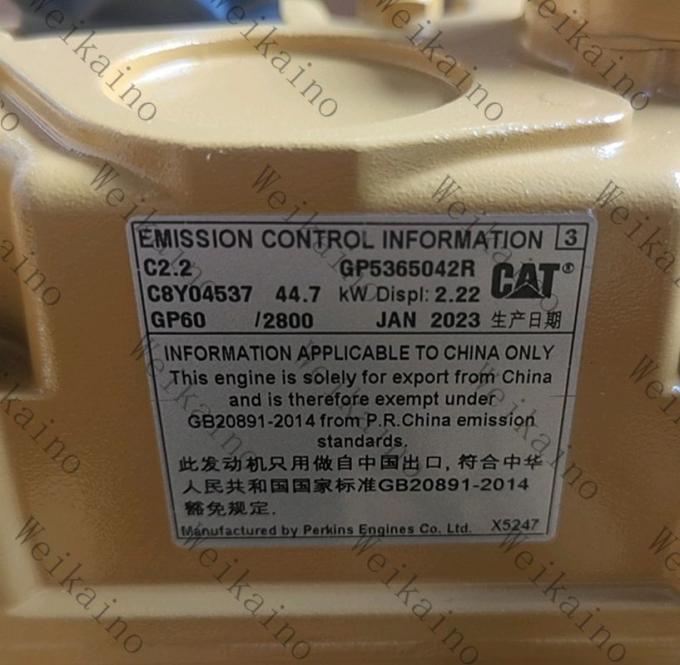 EMISSION CONTROL INFORMATION 3
C2.2 GP5365042R CAT®
C8Y04537 44.7 kW Displ: 2.22
GP60 /2800 JAN 2023 生产日期
INFORMATION APPLICABLE TO CHINA ONLY
This engine is solely for export from China
and is therefore exempt under
GB20891-2014 from P.R.China emission
standards.
此发动机只用做自中国出口, 符合中华
人民共和国国家标准GB20891-2014
豁免规定.
Manufactured by Perkins Engines Co. Ltd. X5247
Weikaino